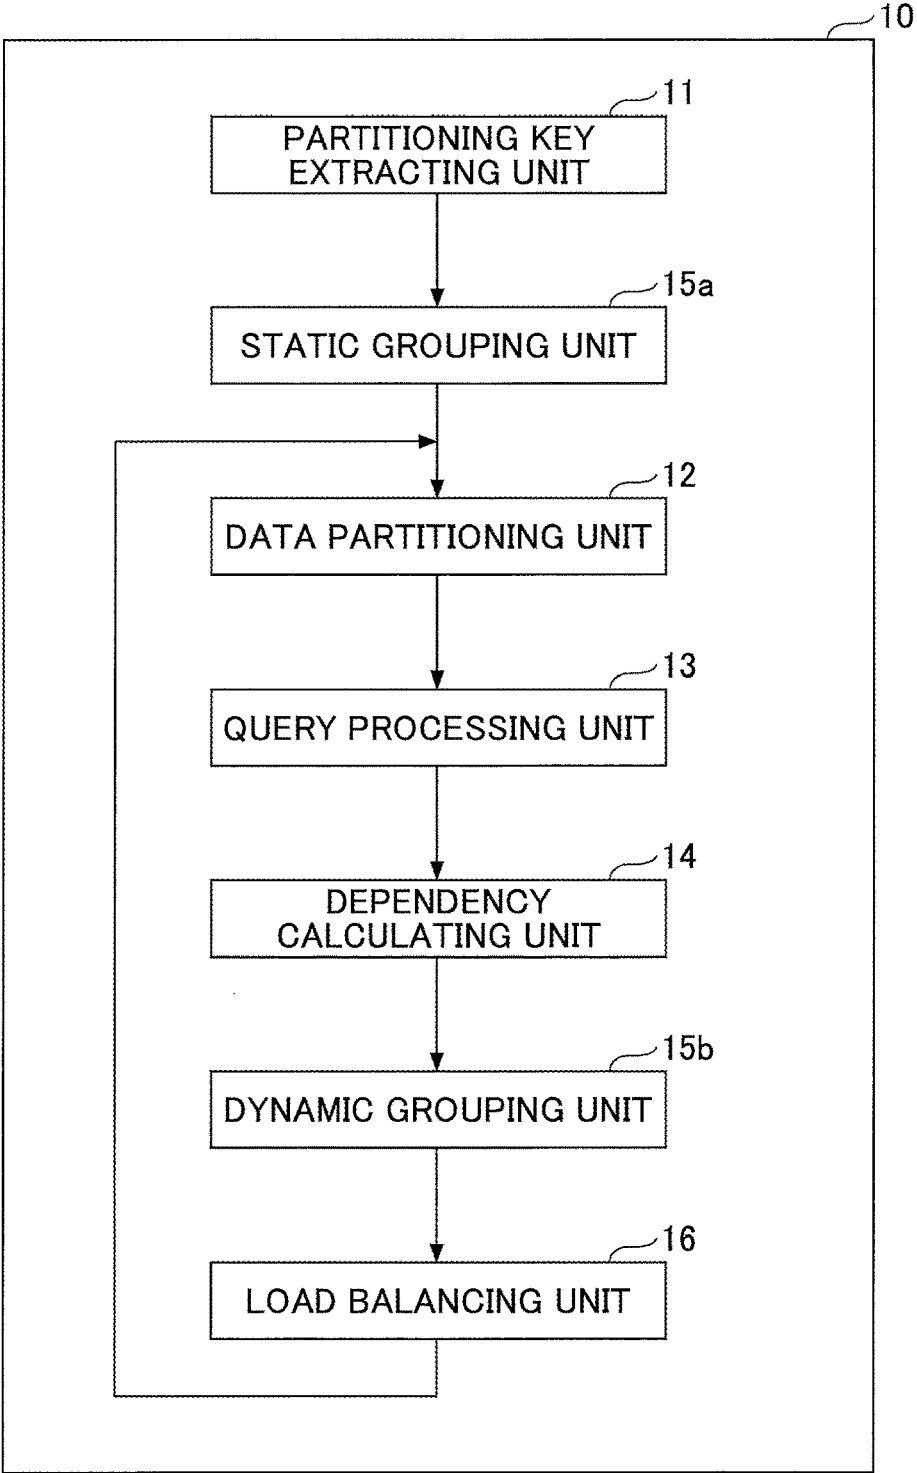 10
11
PARTITIONING KEY
EXTRACTING UNIT
15a
STATIC GROUPING UNIT
12
DATA PARTITIONING UNIT
13
QUERY PROCESSING UNIT
14
DEPENDENCY
CALCULATING UNIT
15b
DYNAMIC GROUPING UNIT
16
LOAD BALANCING UNIT